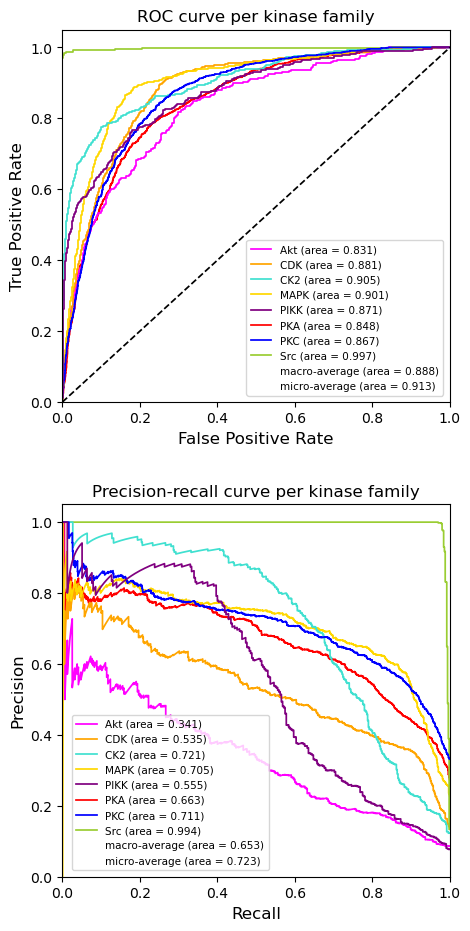 ROC curve per kinase family
True Positive Rate
1.0
0.8
0.6
0.4
0.2
0.0
Akt (area = 0.831)
CDK (area = 0.881)
CK2 (area = 0.905)
MAPK (area = 0.901)
PIKK (area = 0.871)
PKA (area = 0.848)
PKC (area = 0.867)
Src (area = 0.997)
macro-average (area = 0.888)
micro-average (area = 0.913)
0.0 0.2 0.4 0.6 0.8 1.0
False Positive Rate
Precision-recall curve per kinase family
Precision
1.0
0.8
0.6
0.4
0.2
0.0
Akt (area = 0.341)
CDK (area = 0.535)
CK2 (area = 0.721)
MAPK (area = 0.705)
PIKK (area = 0.555)
PKA (area = 0.663)
PKC (area = 0.711)
Src (area = 0.994)
macro-average (area = 0.653)
micro-average (area = 0.723)
0.0 0.2 0.4 0.6 0.8 1.0
Recall